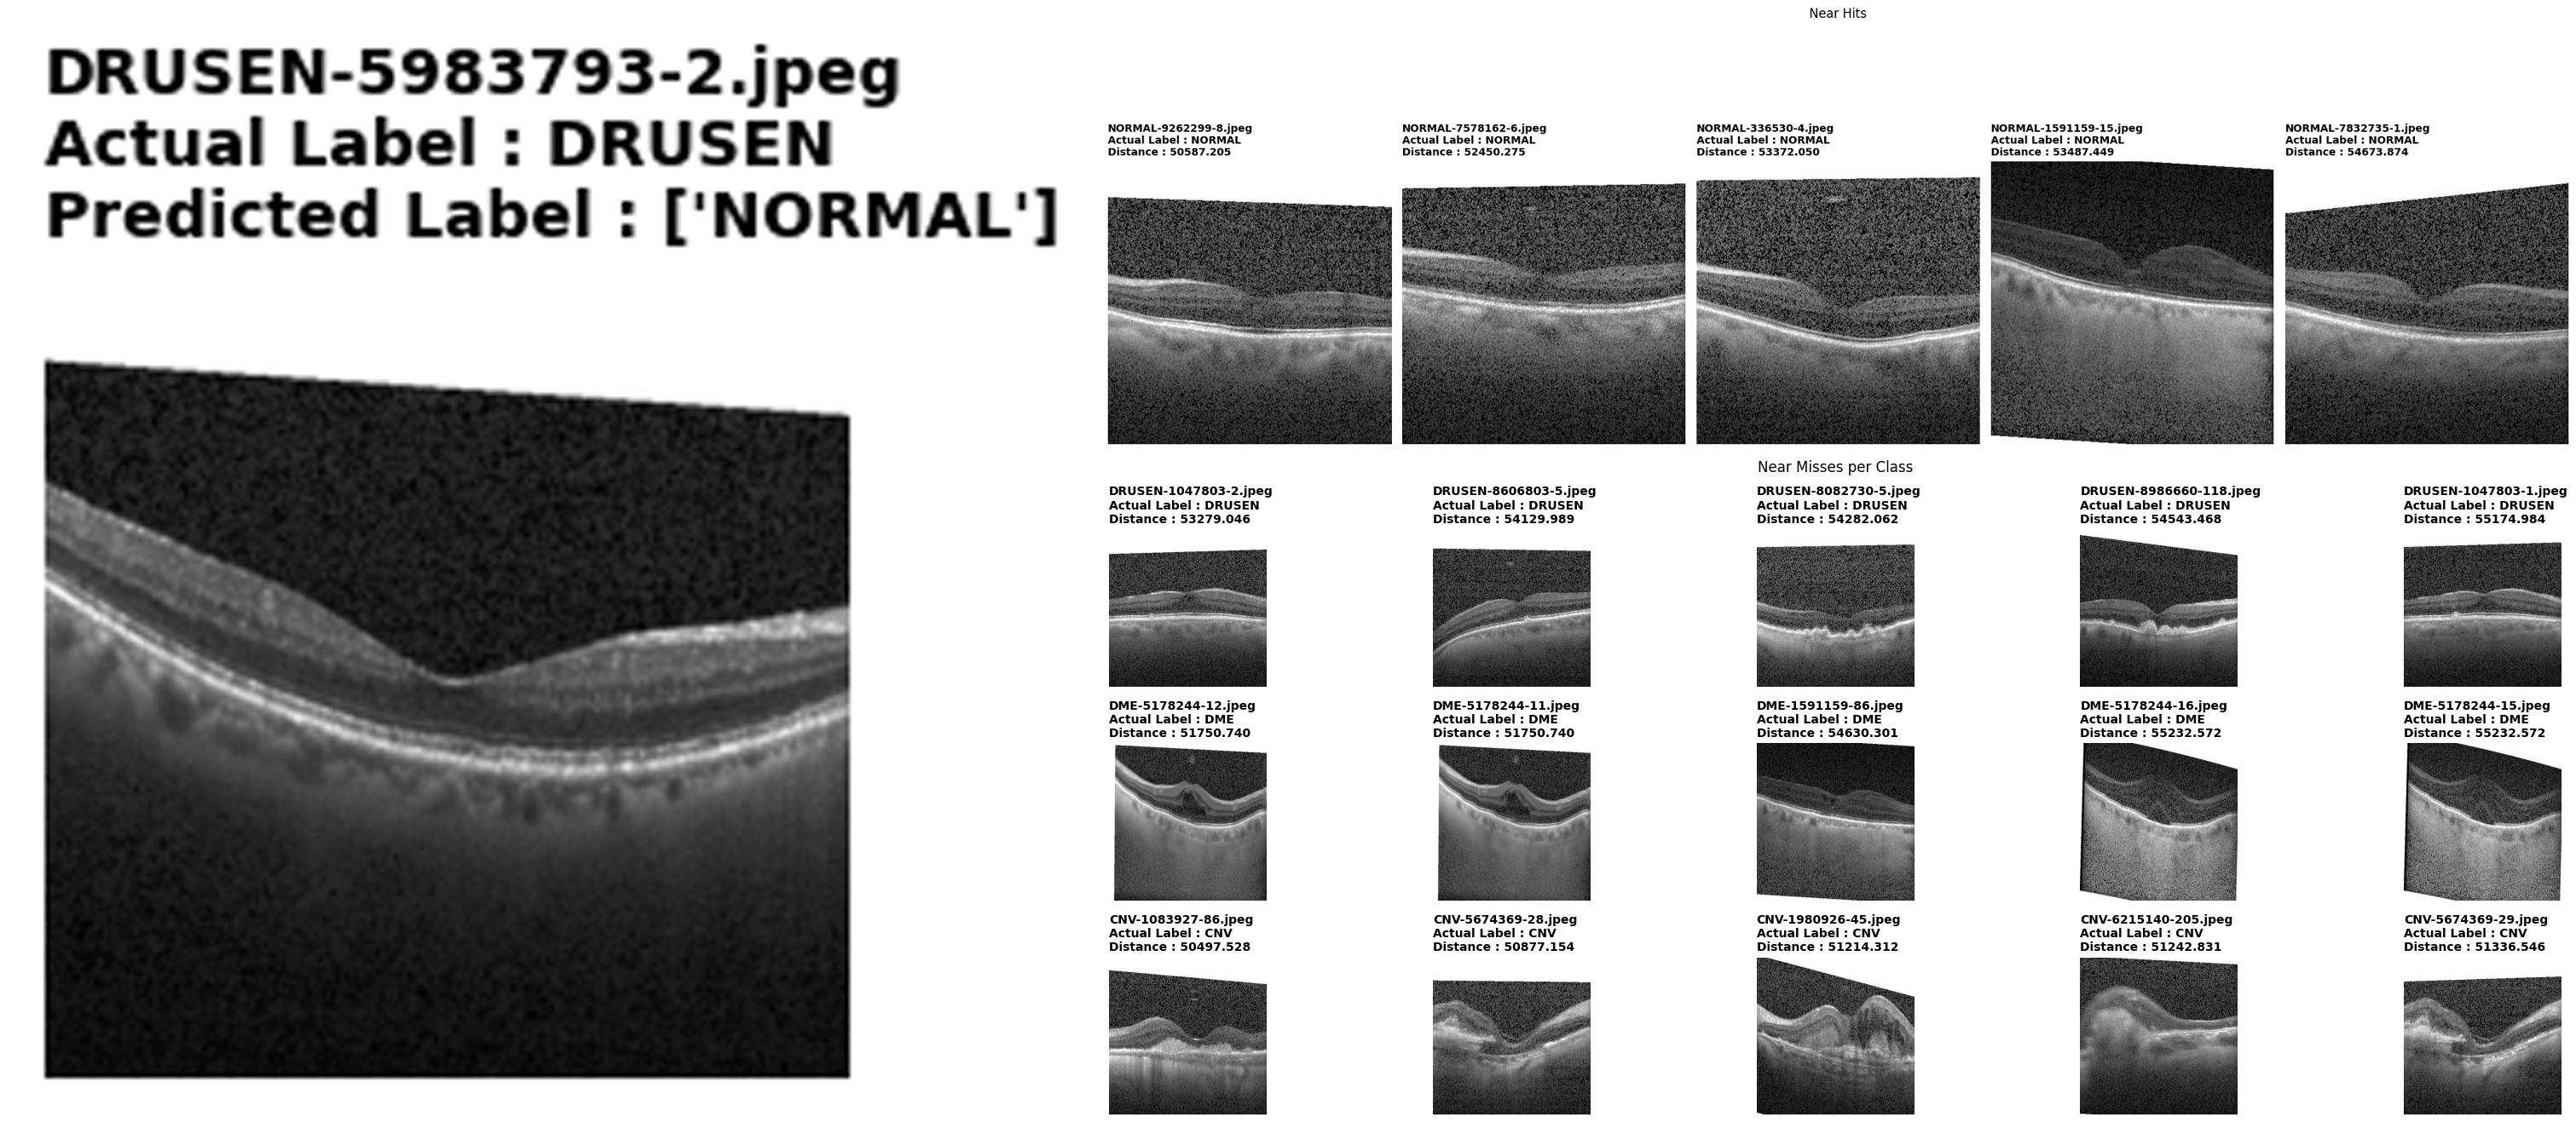 DRUSEN-5983793-2.jpeg
Actual Label : DRUSEN
Predicted Label : ['NORMAL']
Near Hits
NORMAL-9262299-8.jpeg
Actual Label : NORMAL
Distance : 50587.205
NORMAL-7578162-6.jpeg
Actual Label : NORMAL
Distance : 52450.275
NORMAL-336530-4.jpeg
Actual Label : NORMAL
Distance : 53372.050
NORMAL-1591159-15.jpeg
Actual Label : NORMAL
Distance : 53487.449
NORMAL-7832735-1.jpeg
Actual Label : NORMAL
Distance : 54673.874
Near Misses per Class
DRUSEN-1047803-2.jpeg
Actual Label : DRUSEN
Distance : 53279.046
DRUSEN-8606803-5.jpeg
Actual Label : DRUSEN
Distance : 54129.989
DRUSEN-8082730-5.jpeg
Actual Label : DRUSEN
Distance : 54282.062
DRUSEN-8986660-118.jpeg
Actual Label : DRUSEN
Distance : 54543.468
DRUSEN-1047803-1.jpeg
Actual Label : DRUSEN
Distance : 55174.984
DME-5178244-12.jpeg
Actual Label : DME
Distance : 51750.740
DME-5178244-11.jpeg
Actual Label : DME
Distance : 51750.740
DME-1591159-86.jpeg
Actual Label : DME
Distance : 54630.301
DME-5178244-16.jpeg
Actual Label : DME
Distance : 55232.572
DME-5178244-15.jpeg
Actual Label : DME
Distance : 55232.572
CNV-1083927-86.jpeg
Actual Label : CNV
Distance : 50497.528
CNV-5674369-28.jpeg
Actual Label : CNV
Distance : 50877.154
CNV-1980926-45.jpeg
Actual Label : CNV
Distance : 51214.312
CNV-6215140-205.jpeg
Actual Label : CNV
Distance : 51242.831
CNV-5674369-29.jpeg
Actual Label : CNV
Distance : 51336.546